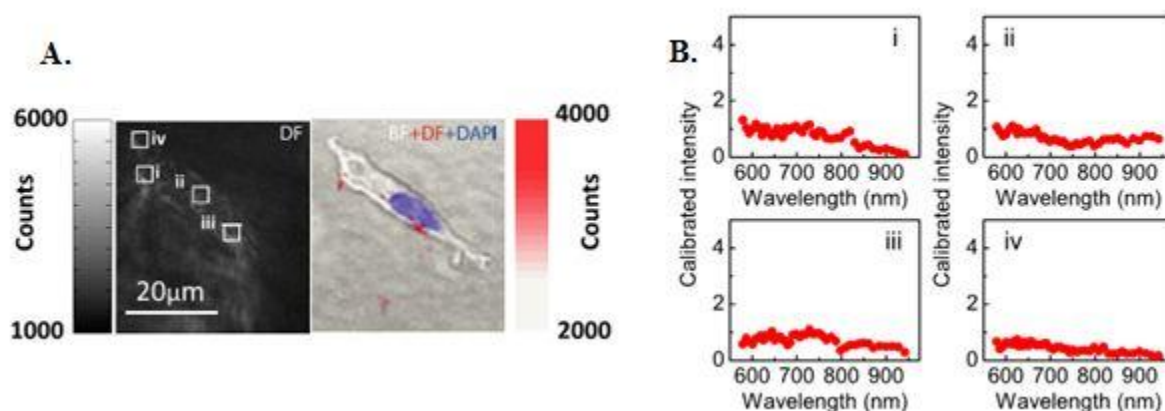 A.
6000
Counts
1000
DF
iv
i
ii
iii
20µm
BF+DF+DAPI
4000
Counts
2000
B.
Calibrated intensity
4
2
0
i
600 700 800 900
Wavelength (nm)
4
2
0
ii
600 700 800 900
Wavelength (nm)
Calibrated intensity
4
2
0
iii
600 700 800 900
Wavelength (nm)
4
2
0
iv
600 700 800 900
Wavelength (nm)